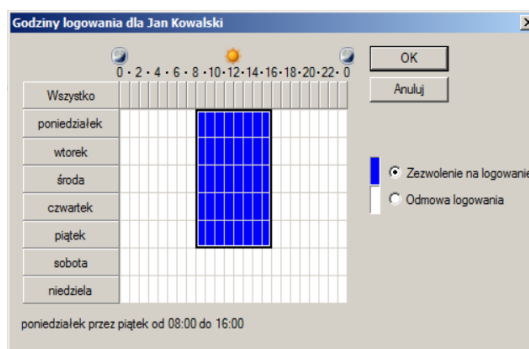 Godziny logowania dla Jan Kowalski
OK
0 · 2 · 4 · 6 · 8 ·10·12·14·16·18·20·22· 0
Anuluj
Wszystko
poniedziałek
wtorek
środa
czwartek
piątek
sobota
niedziela
Zezwolenie na logowanie
Odmowa logowania
poniedziałek przez piątek od 08:00 do 16:00